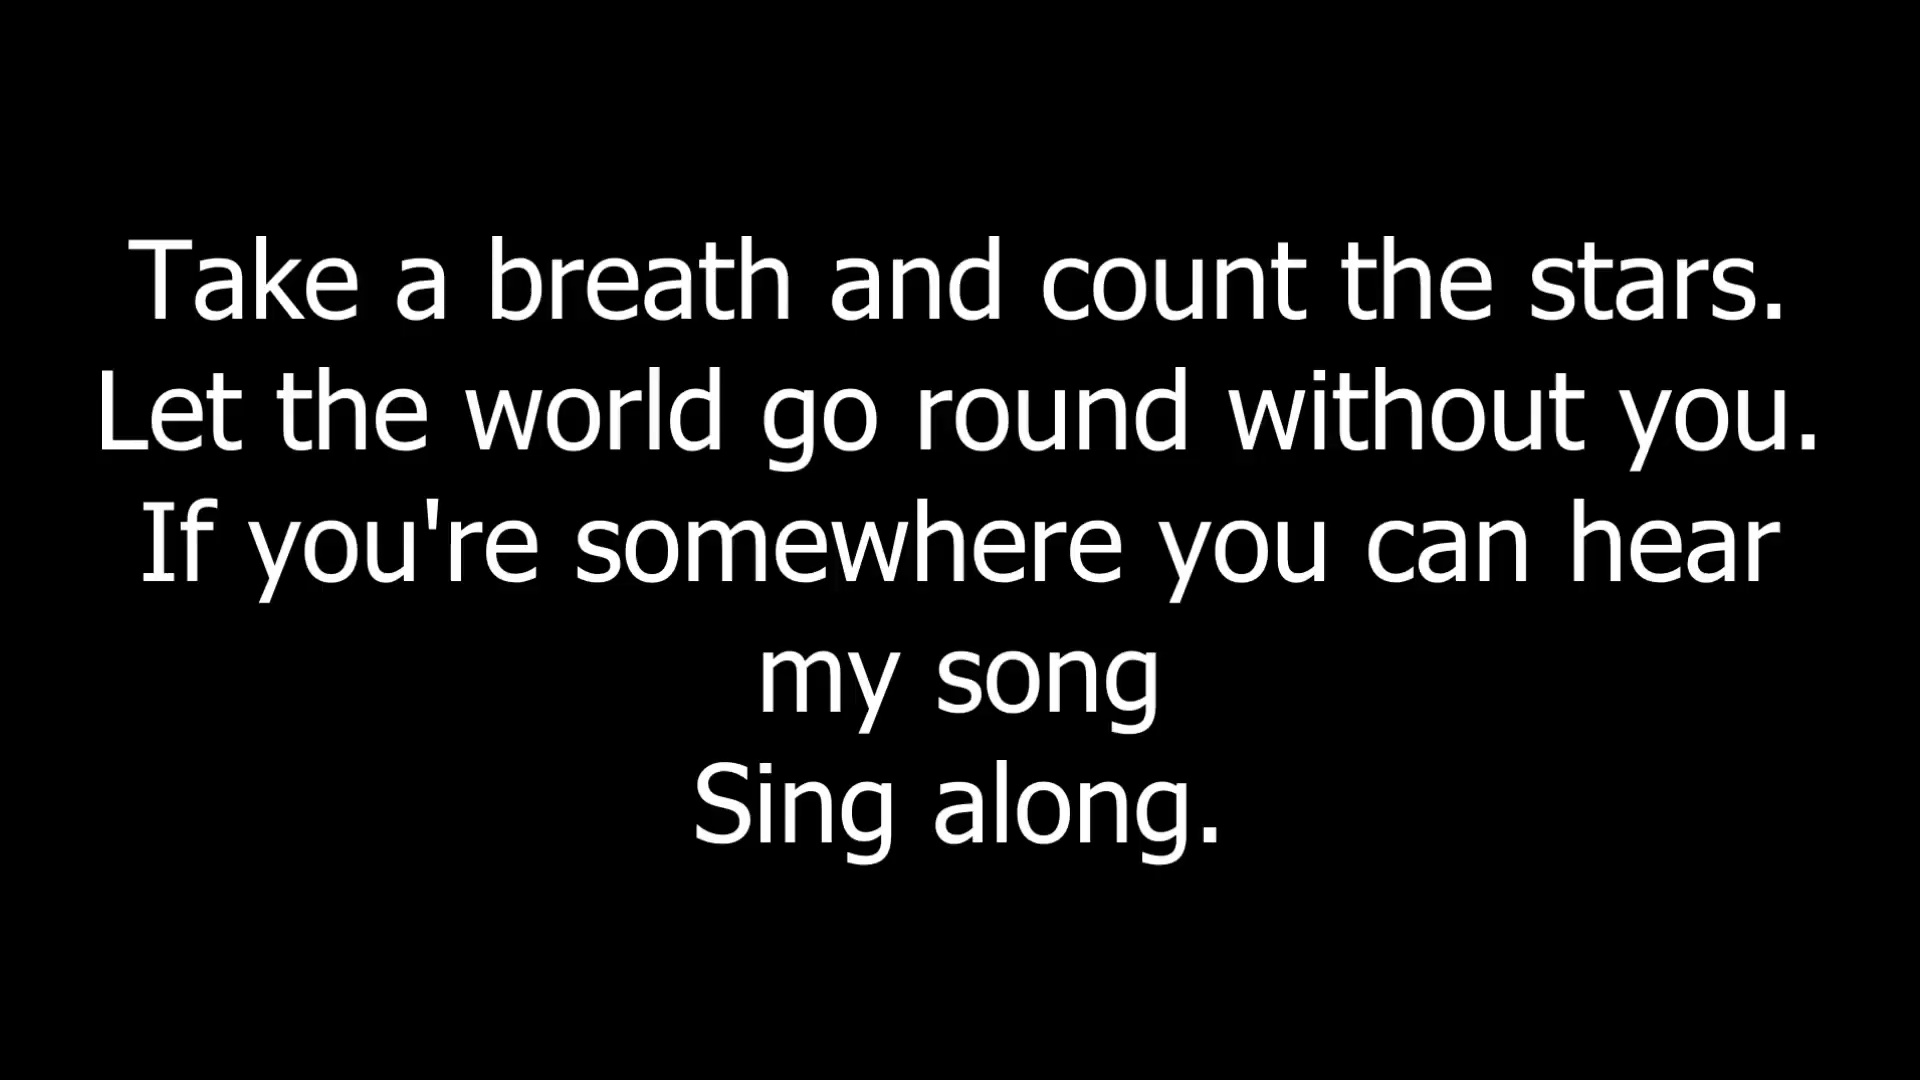 Take a breath and count the stars.
Let the world go round without you.
If you're somewhere you can hear
my song
Sing along.